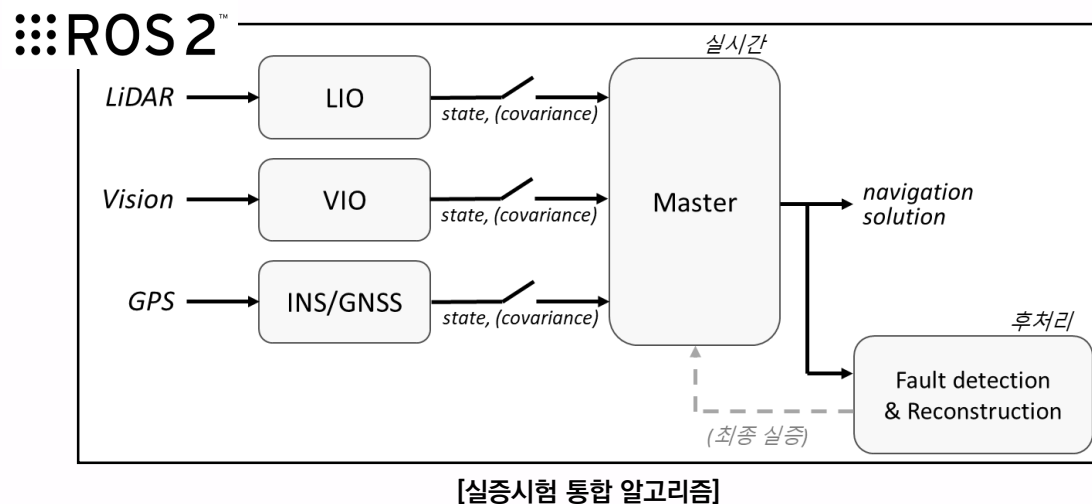 ROS 2™
실시간
LiDAR
LIO
state, (covariance)
Vision
VIO
state, (covariance)
Master
navigation
solution
GPS
INS/GNSS
state, (covariance)
후처리
Fault detection
& Reconstruction
(최종 실증)
[실증시험 통합 알고리즘]